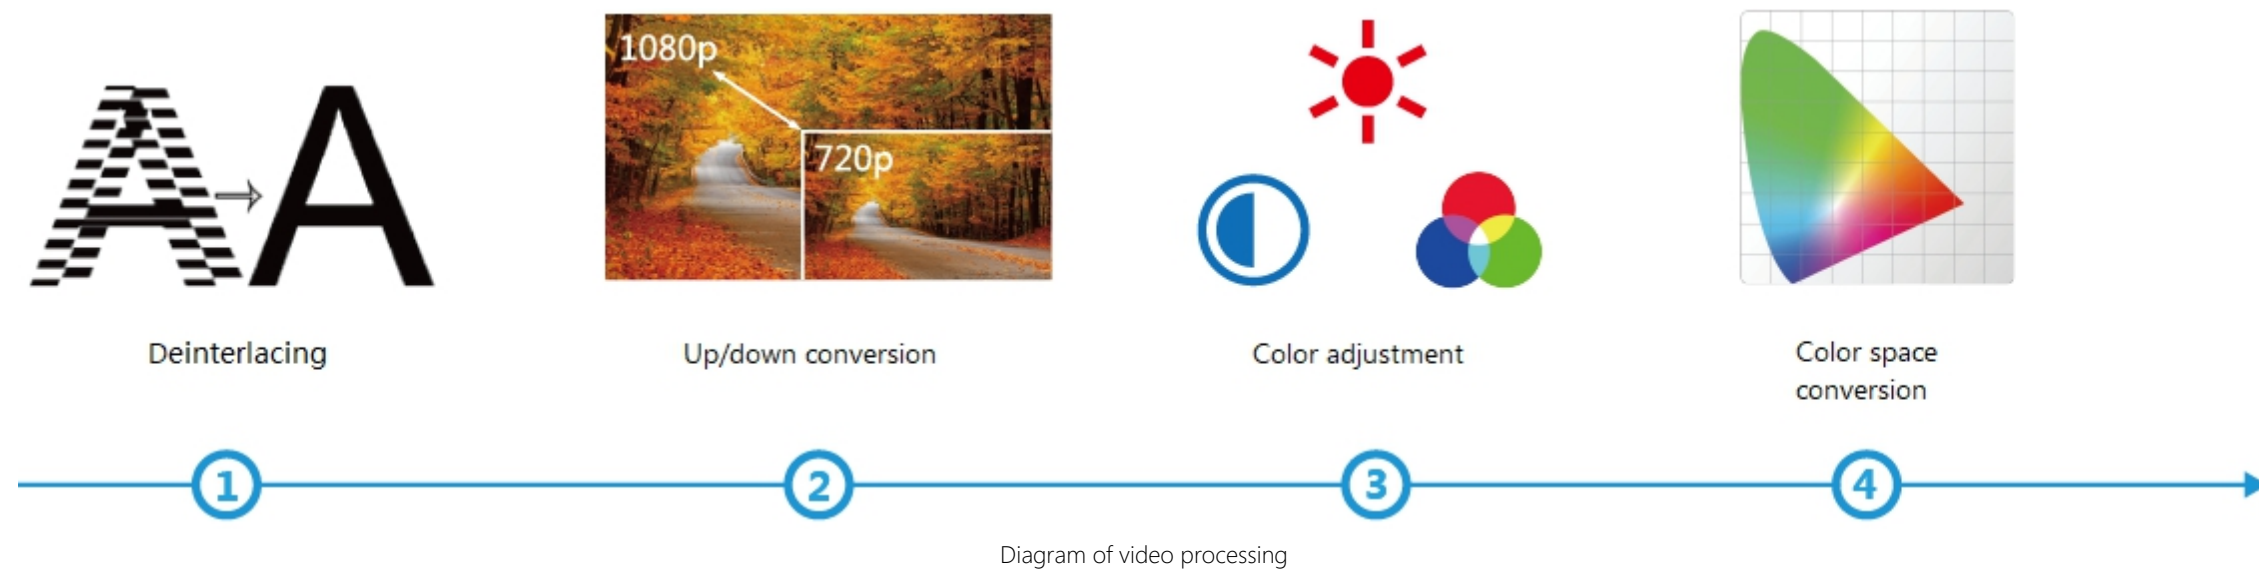 1080p
720p
Deinterlacing
Up/down conversion
Color adjustment
Color space
conversion
1
2
3
4
Diagram of video processing